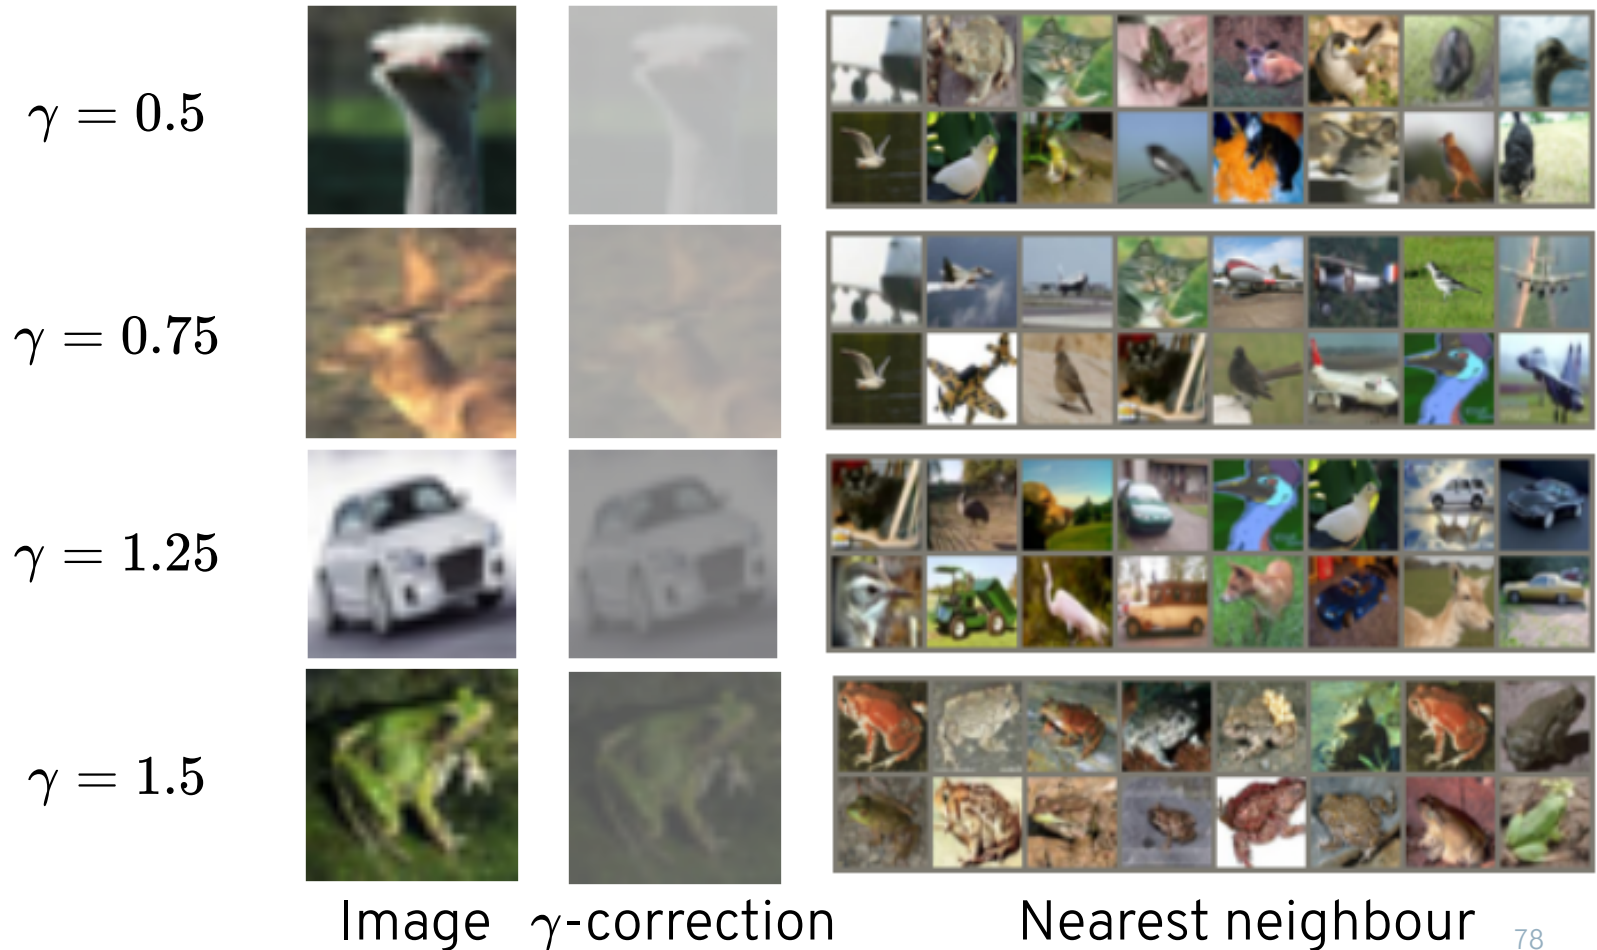 γ = 0.5
γ = 0.75
γ = 1.25
γ = 1.5
Image γ-correction Nearest neighbour 78